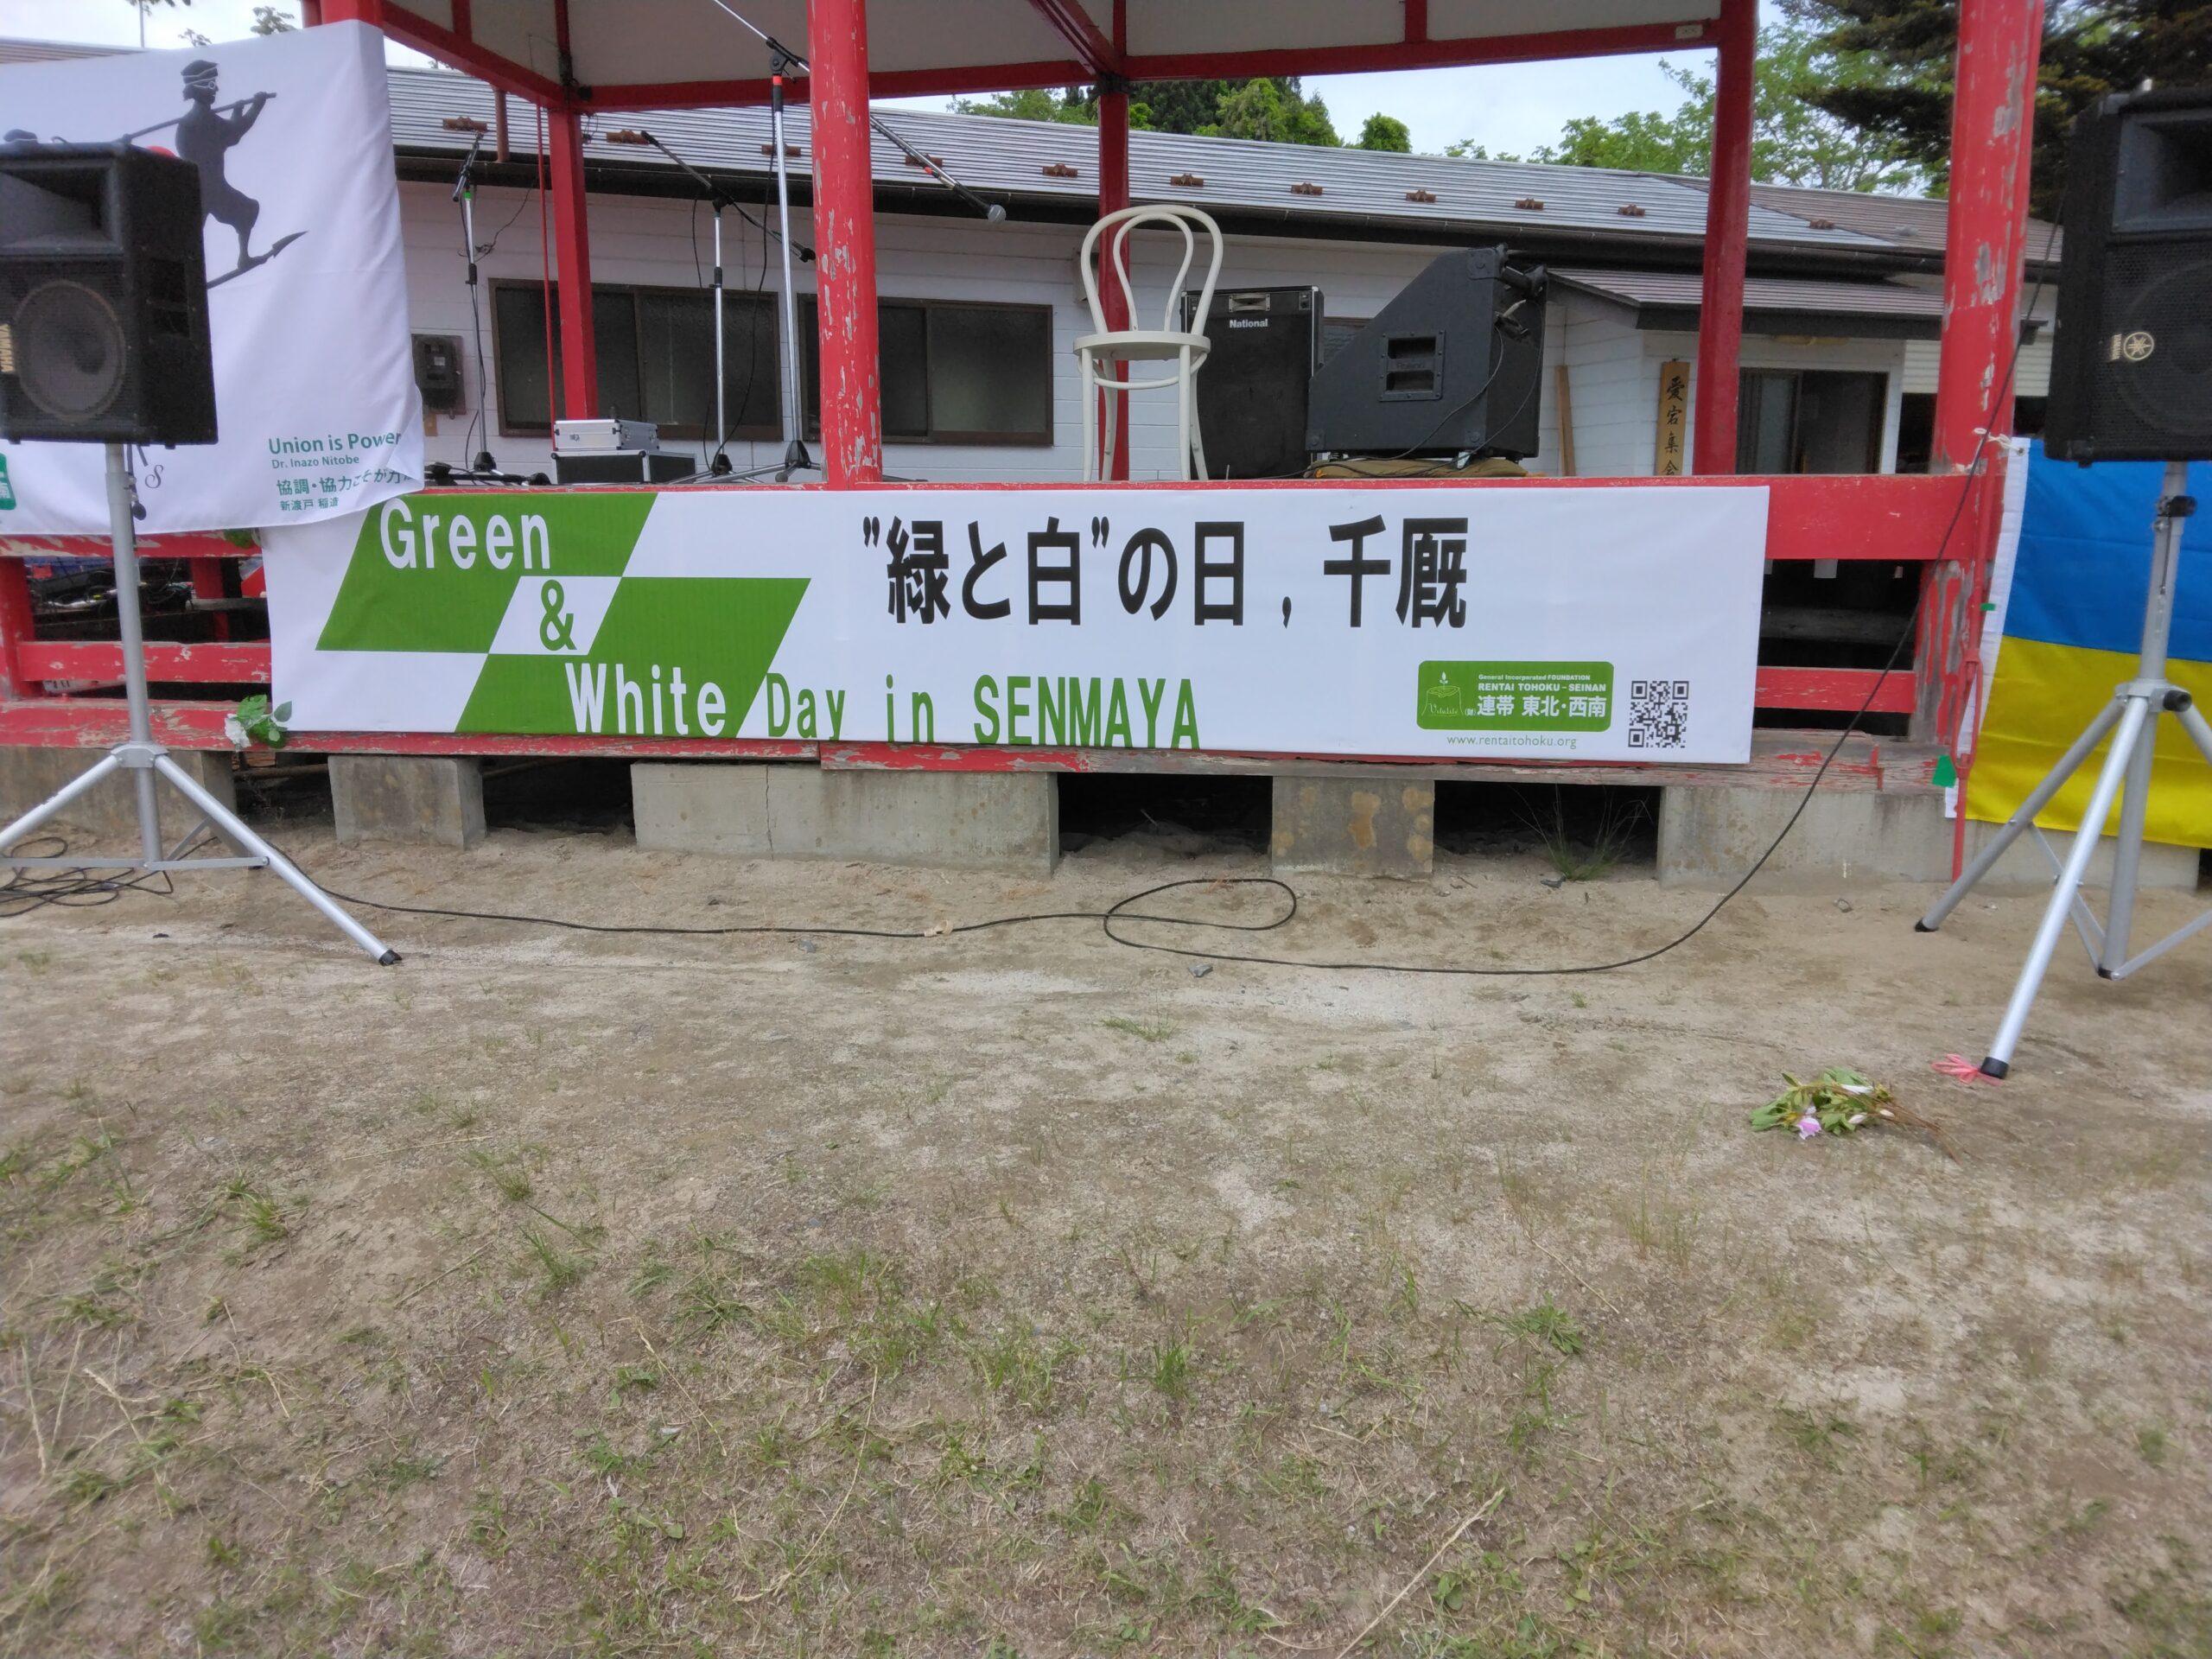 National
愛宕集会
YAMAHA
YAMAHA
Union is Power
Dr. Inazo Nitobe
協調・協力こそが力
新渡戸 稲造
Green
&
White Day in SENMAYA
"緑と白"の日，千厩
General Incorporated FOUNDATION
RENTAI TOHOKU-SEINAN
(財)連帯 東北・西南
www.rentaitohoku.org